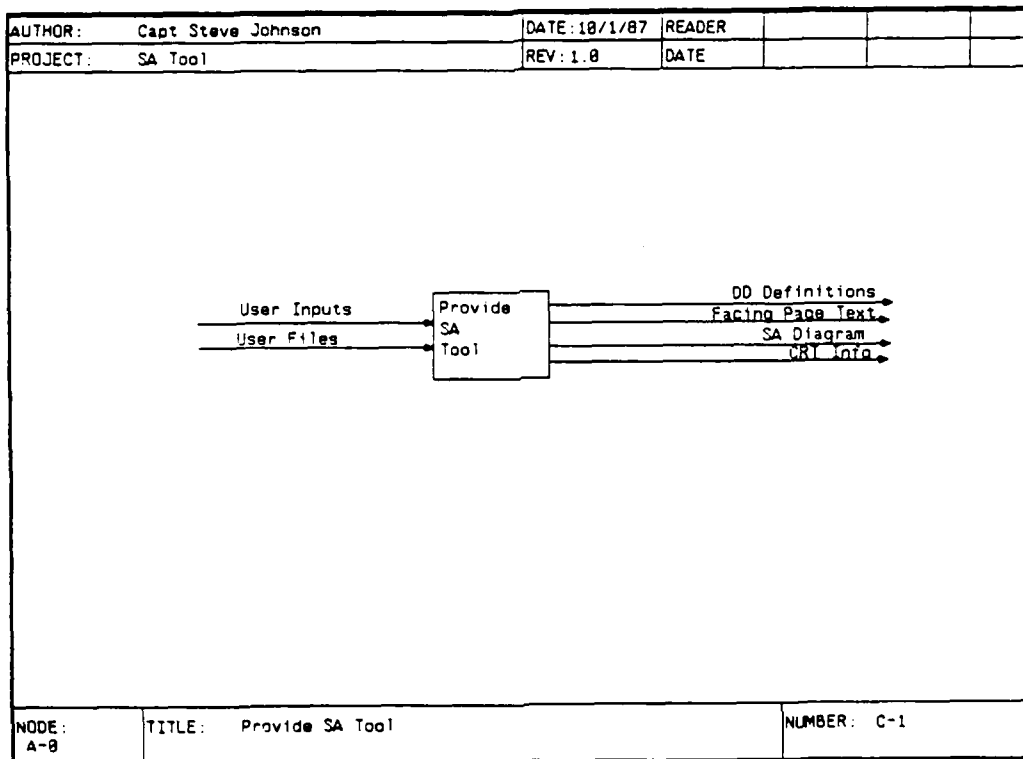 AUTHOR: Capt Steve Johnson DATE:10/1/87 READER
PROJECT: SA Tool REV:1.0 DATE
DD Definitions
User Inputs Provide Facing Page Text
SA SA Diagram
User Files Tool CRT Info
NODE: TITLE: Provide SA Tool NUMBER: C-1
A-0